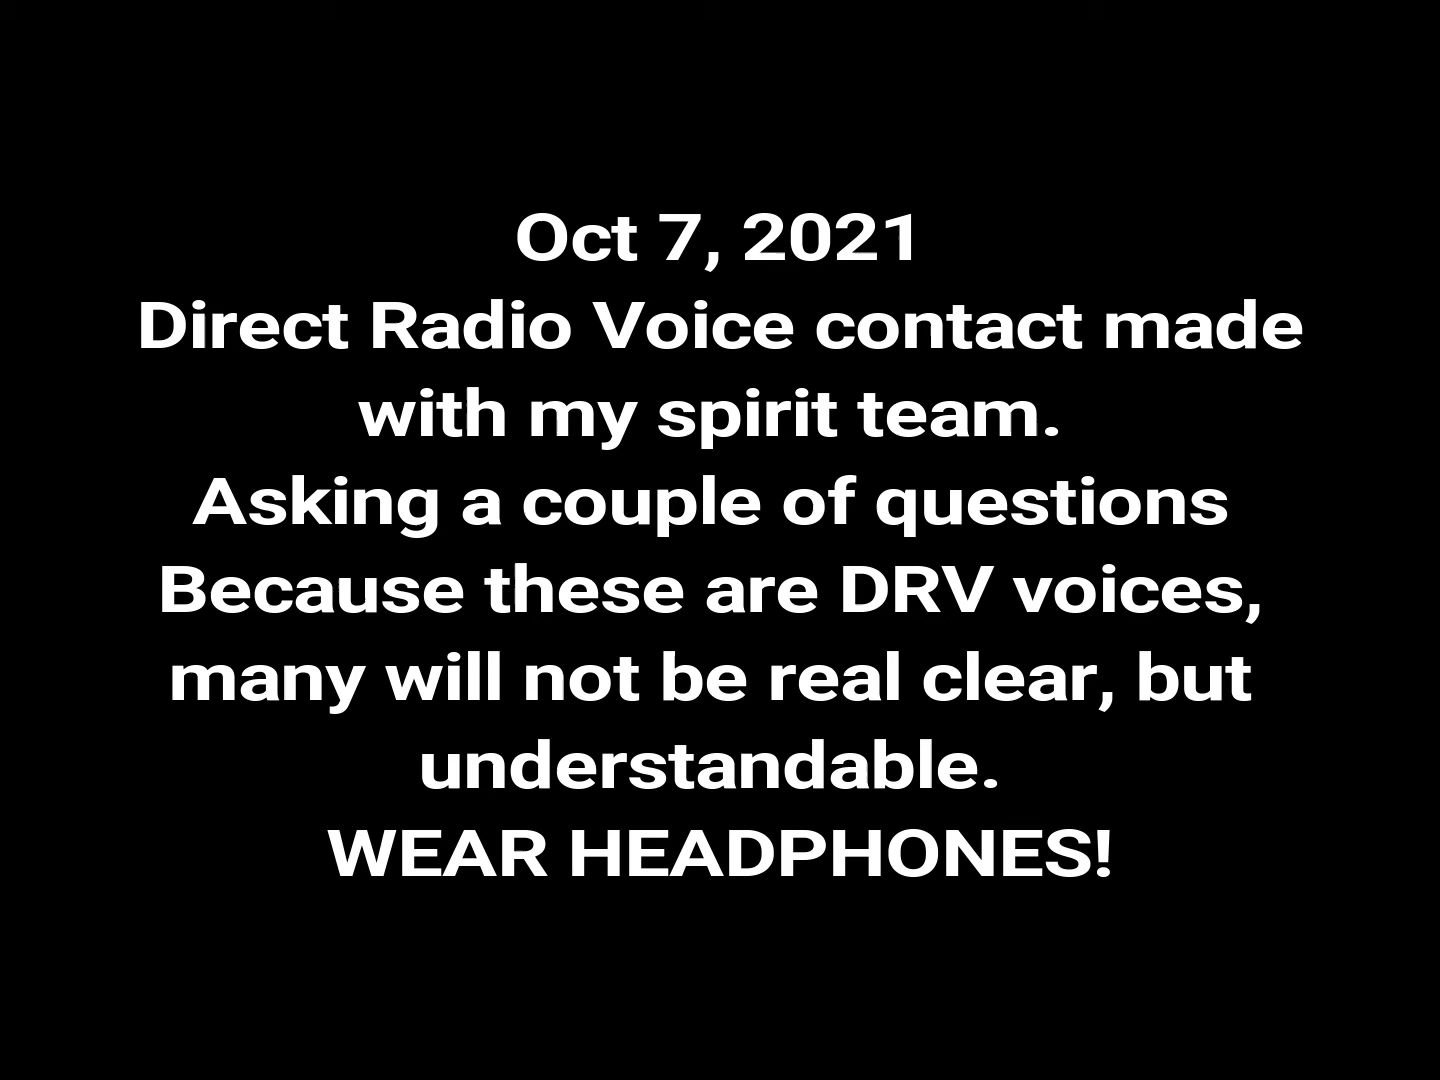 Oct 7, 2021
Direct Radio Voice contact made
with my spirit team.
Asking a couple of questions
Because these are DRV voices,
many will not be real clear, but
understandable.
WEAR HEADPHONES!